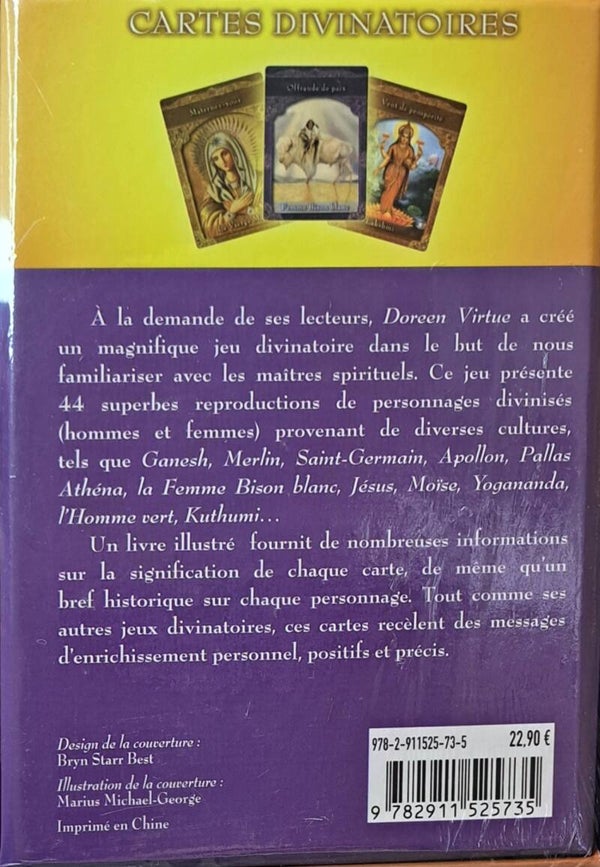 CARTES DIVINATOIRES
Maternez-vous
Offrande de paix
Vent de prospérité
Femme Bison blanc
Lakshmi
À la demande de ses lecteurs, Doreen Virtue a créé
un magnifique jeu divinatoire dans le but de nous
familiariser avec les maîtres spirituels. Ce jeu présente
44 superbes reproductions de personnages divinisés
(hommes et femmes) provenant de diverses cultures,
tels que Ganesh, Merlin, Saint-Germain, Apollon, Pallas
Athéna, la Femme Bison blanc, Jésus, Moïse, Yogananda,
l'Homme vert, Kuthumi...
Un livre illustré fournit de nombreuses informations
sur la signification de chaque carte, de même qu'un
bref historique sur chaque personnage. Tout comme ses
autres jeux divinatoires, ces cartes recèlent des messages
d'enrichissement personnel, positifs et précis.
Design de la couverture :
Bryn Starr Best
Illustration de la couverture :
Marius Michael-George
Imprimé en Chine
978-2-911525-73-5 22,90 €
9 782911 525735